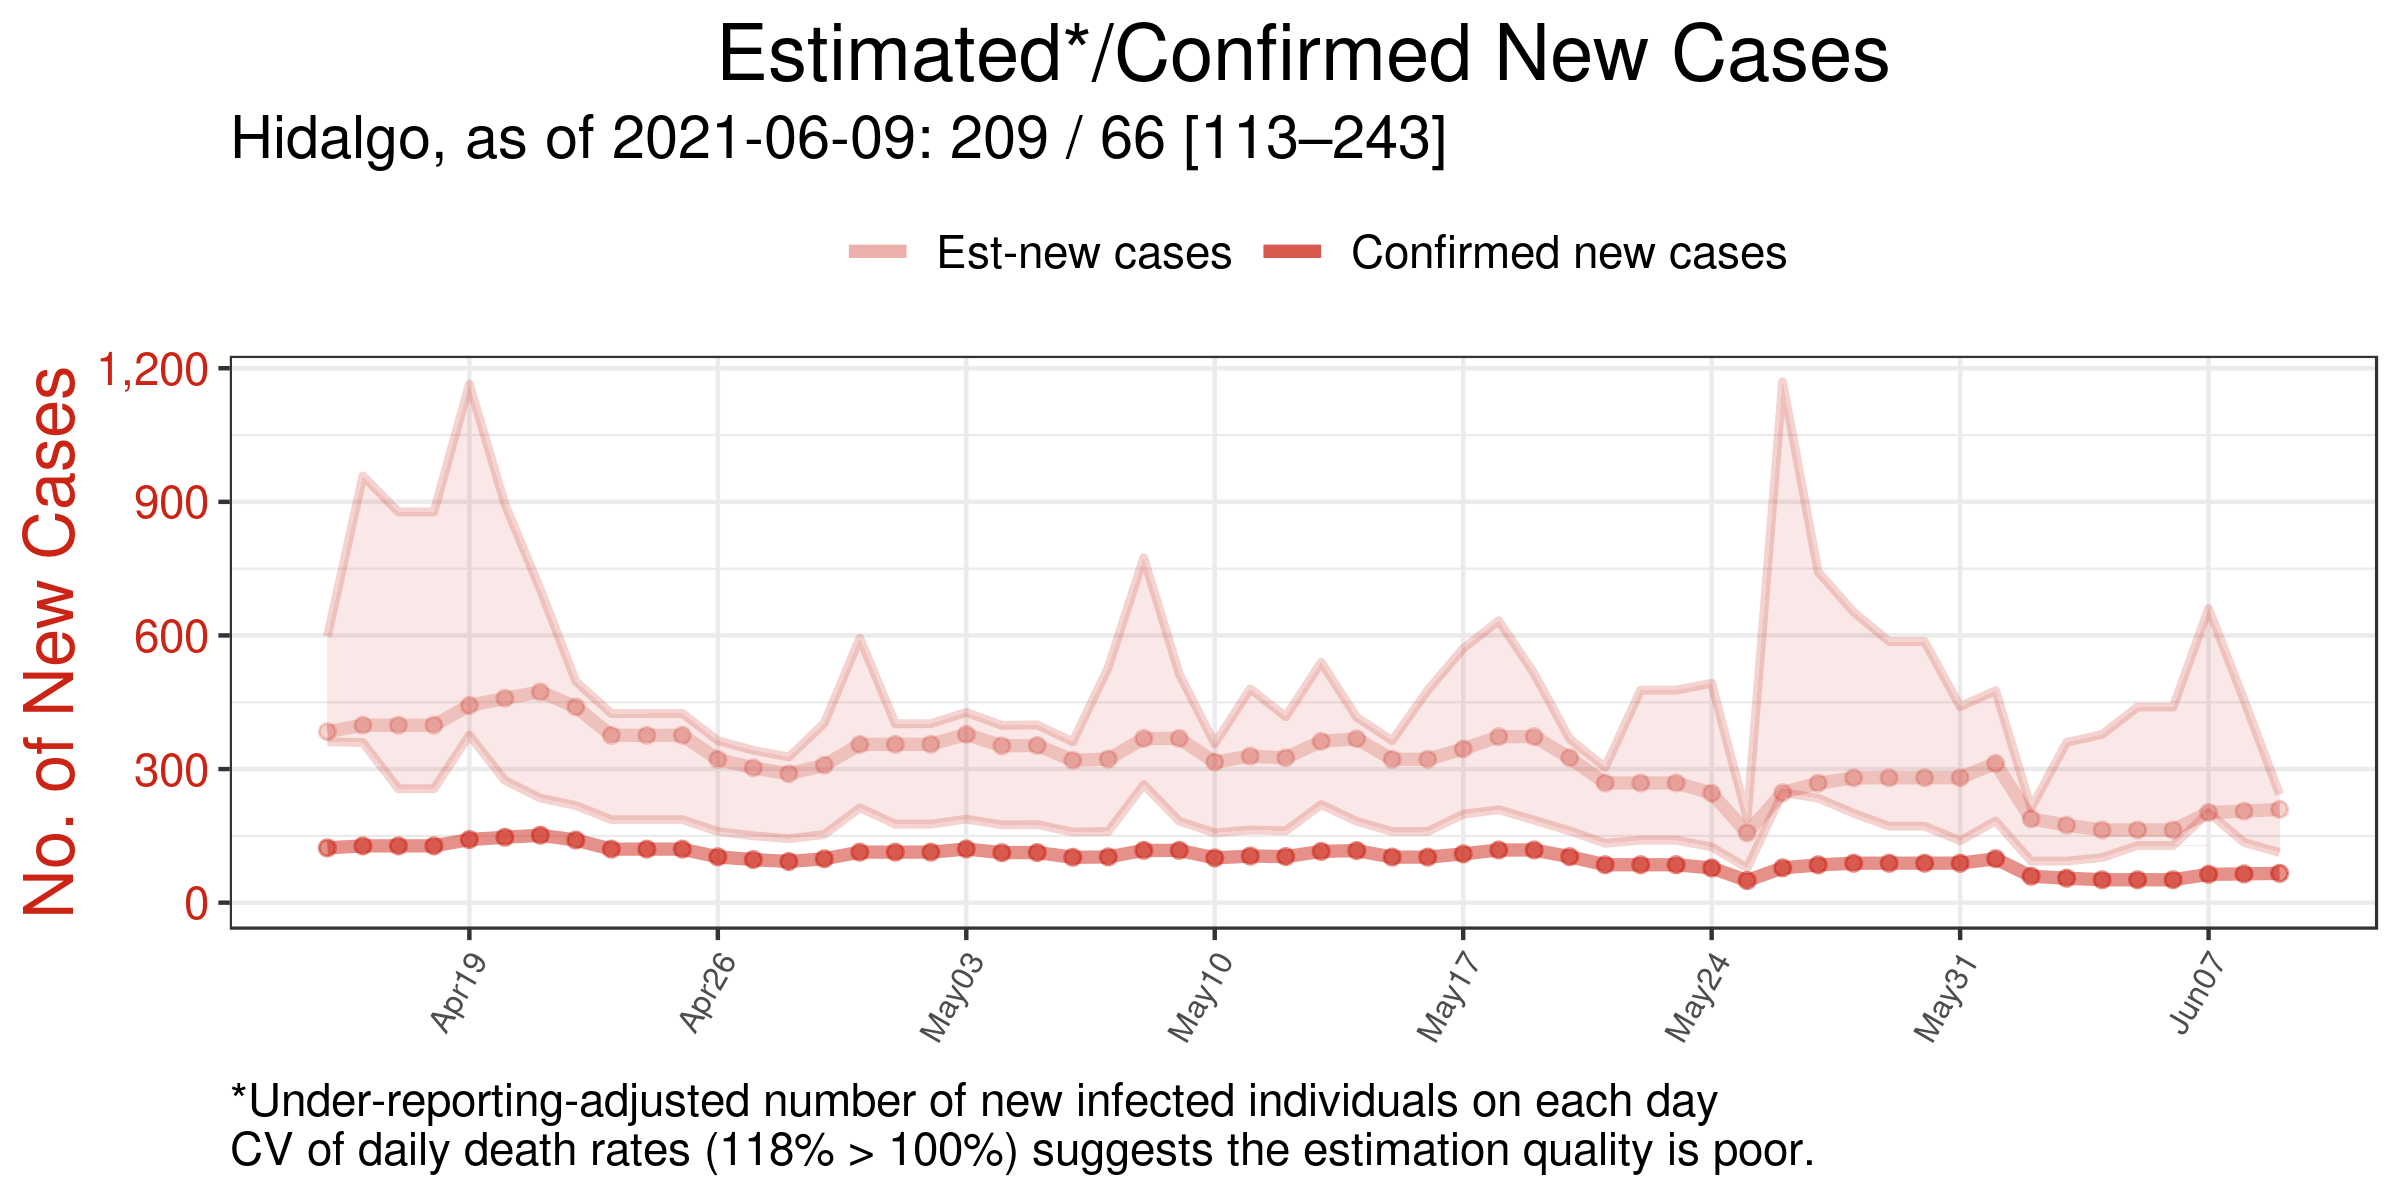 Estimated*/Confirmed New Cases
Hidalgo, as of 2021-06-09: 209 / 66 [113–243]
Est-new cases Confirmed new cases
No. of New Cases
1,200
900
600
300
0
Apr19 Apr26 May03 May10 May17 May24 May31 Jun07
*Under-reporting-adjusted number of new infected individuals on each day
CV of daily death rates (118% > 100%) suggests the estimation quality is poor.